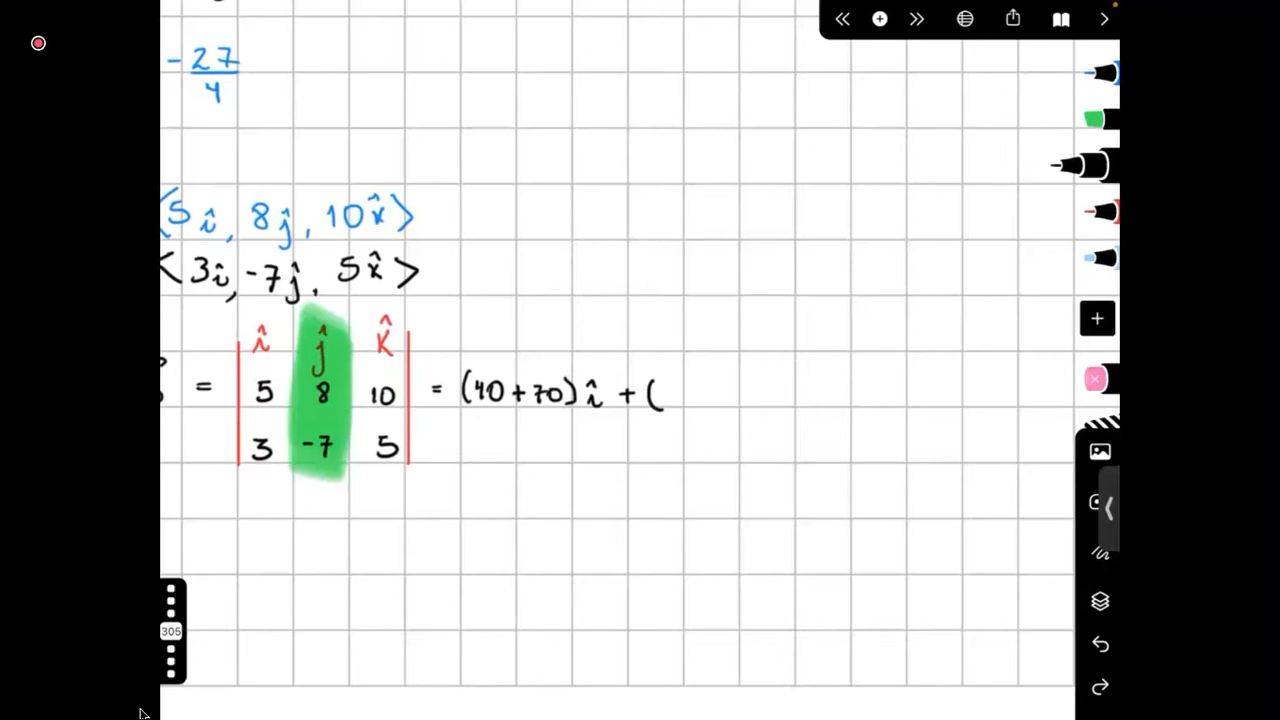 -27
4
<5î, 8ĵ, 10k̂>
<3î, -7ĵ, 5k̂>
î ĵ k̂
= | 5 8 10 | = (40+70)î + (
3 -7 5
305